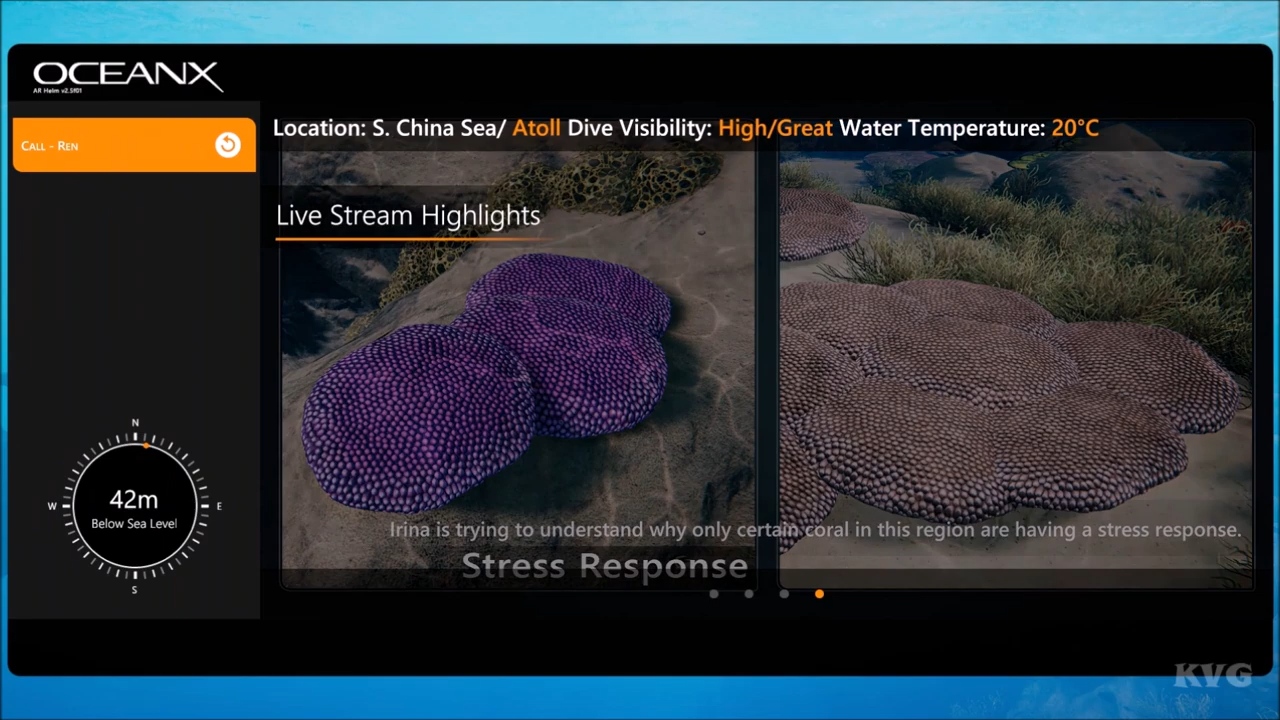 OCEANX
AR Helm v2.5f01
Location: S. China Sea/ Atoll Dive Visibility: High/Great Water Temperature: 20°C
Call - Ren
Live Stream Highlights
N
W
E
S
42m
Below Sea Level
Irina is trying to understand why only certain coral in this region are having a stress response.
Stress Response
KVG